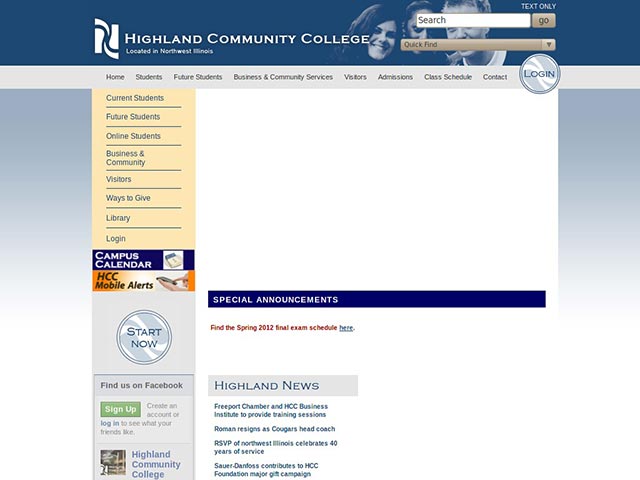 TEXT ONLY
Search
go
HIGHLAND COMMUNITY COLLEGE
Located in Northwest Illinois
Quick Find
Home Students Future Students Business & Community Services Visitors Admissions Class Schedule Contact
LOGIN
Current Students
Future Students
Online Students
Business &
Community
Visitors
Ways to Give
Library
Login
CAMPUS
CALENDAR
HCC
Mobile Alerts
START
NOW
SPECIAL ANNOUNCEMENTS
Find the Spring 2012 final exam schedule here.
Find us on Facebook
Sign Up
Create an
account or
log in to see what your
friends like.
Highland
Community
College
HIGHLAND NEWS
Freeport Chamber and HCC Business
Institute to provide training sessions
Roman resigns as Cougars head coach
RSVP of northwest Illinois celebrates 40
years of service
Sauer-Danfoss contributes to HCC
Foundation major gift campaign